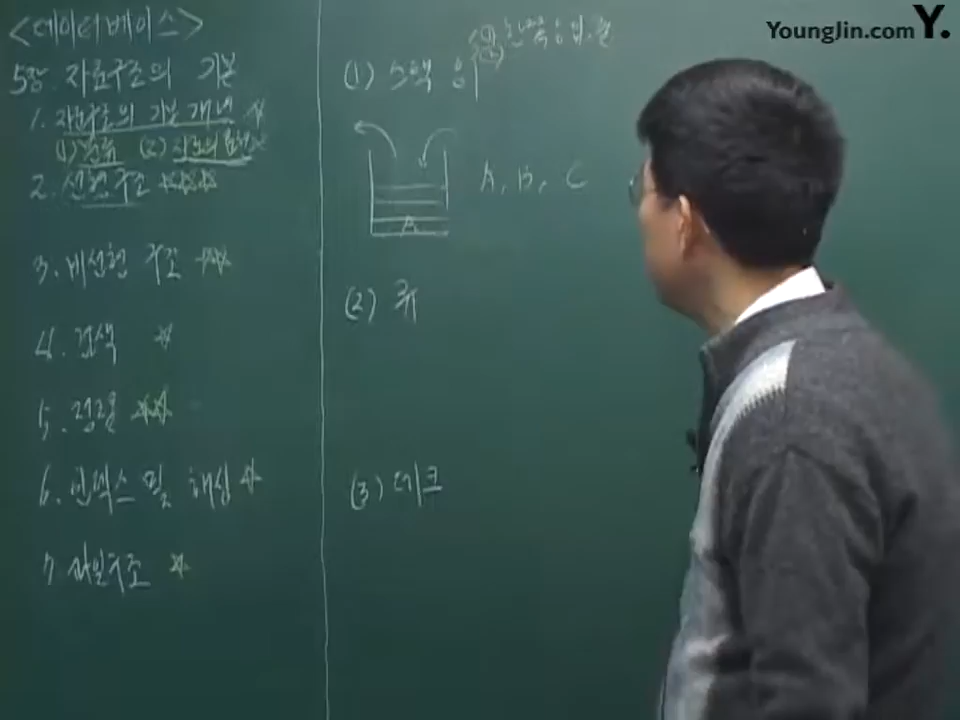 YoungJin.com Y.
<데이터베이스>
5장. 자료구조의 기본
1. 자료구조의 기본 개념 ☆
(1) 분류 (2) 자료의 표현 ☆
2. 선형구조 ☆☆☆
3. 비선형 구조 ☆☆
4. 검색 ☆
5. 정렬 ☆☆
6. 인덱스 및 해싱 ☆
7 파일구조 ☆
(1) 스택
A, B, C
A
(2) 큐
(3) 데크